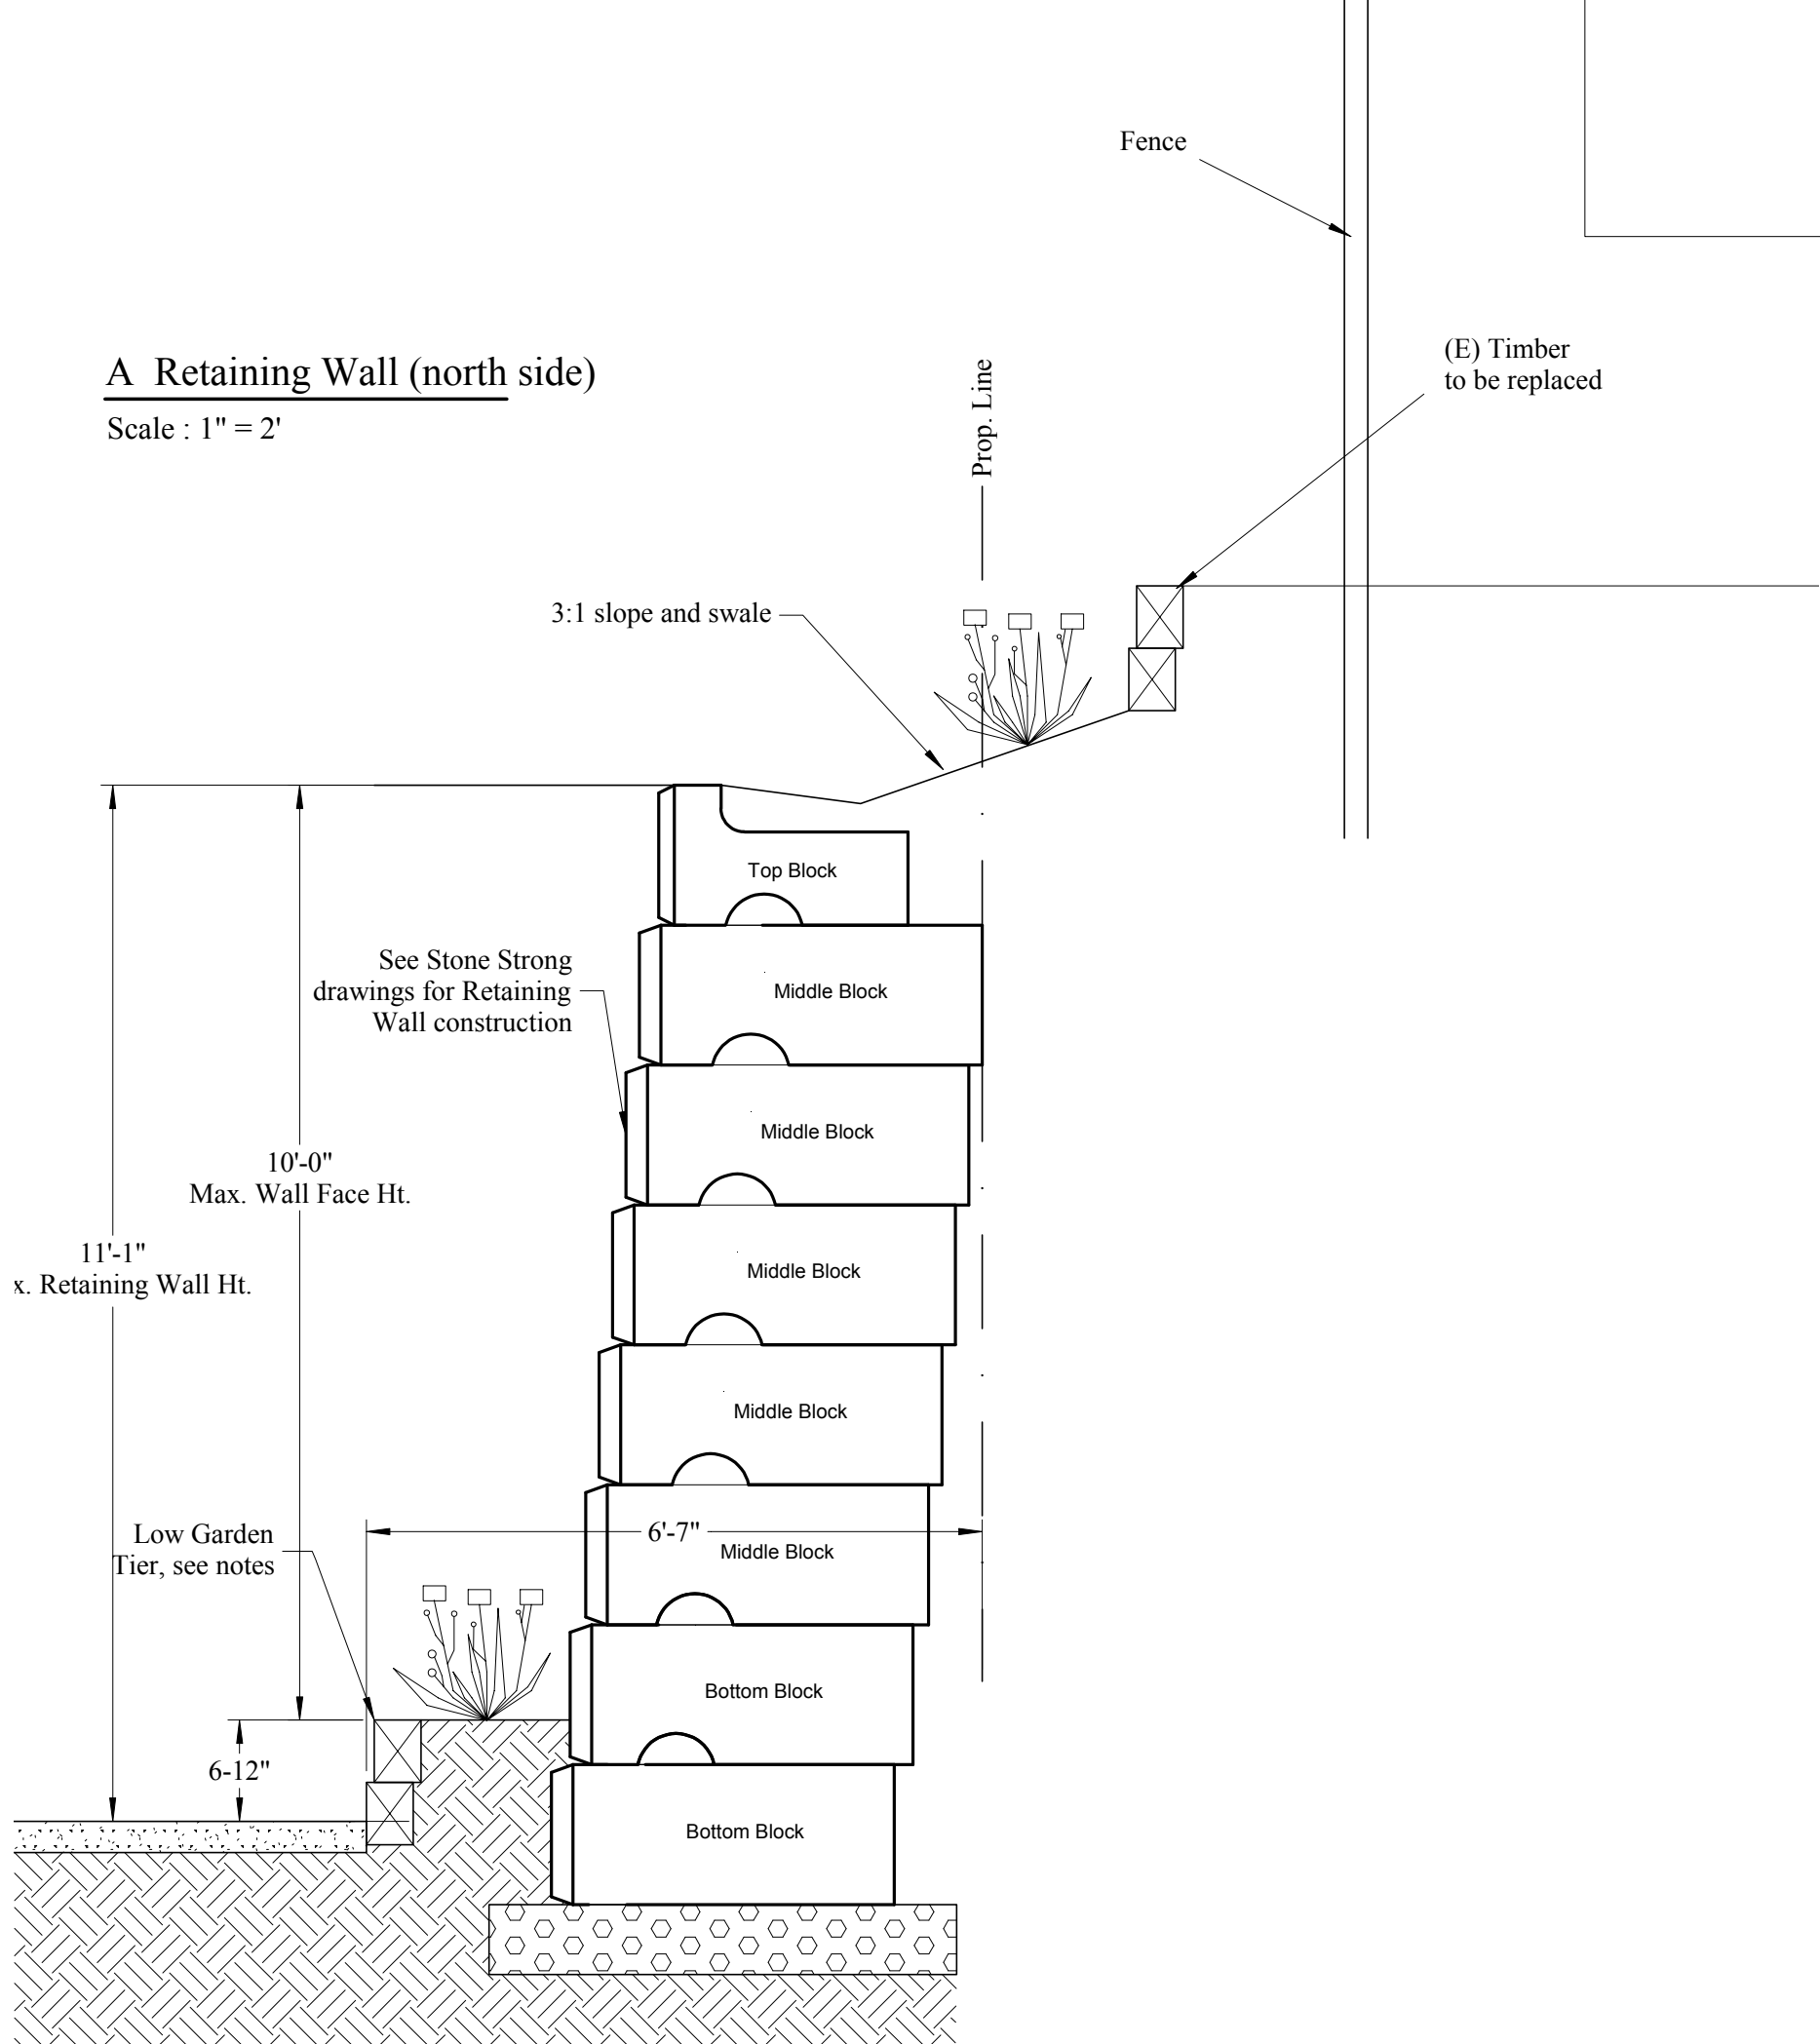 Fence
(E) Timber
to be replaced
A Retaining Wall (north side)
Scale : 1" = 2'
Prop. Line
3:1 slope and swale
Top Block
See Stone Strong
drawings for Retaining
Wall construction
Middle Block
Middle Block
10'-0"
Max. Wall Face Ht.
11'-1"
x. Retaining Wall Ht.
Middle Block
Middle Block
Low Garden
Tier, see notes
6'-7"
Middle Block
Bottom Block
6-12"
Bottom Block